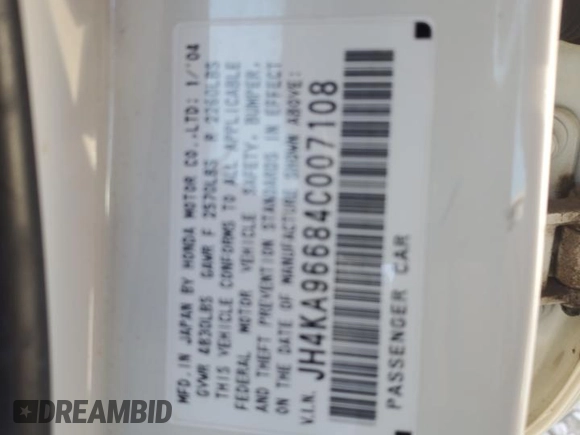 MFD.IN JAPAN BY HONDA MOTOR CO.,LTD: 1/'04
GVWR 4830LBS GAWR F 2570LBS R 2260LBS
THIS VEHICLE CONFORMS TO ALL APPLICABLE
FEDERAL MOTOR VEHICLE SAFETY, BUMPER,
AND THEFT PREVENTION STANDARDS IN EFFECT
ON THE DATE OF MANUFACTURE SHOWN ABOVE:
V.I.N. JH4KA96684C007108
PASSENGER CAR
DREAMBID